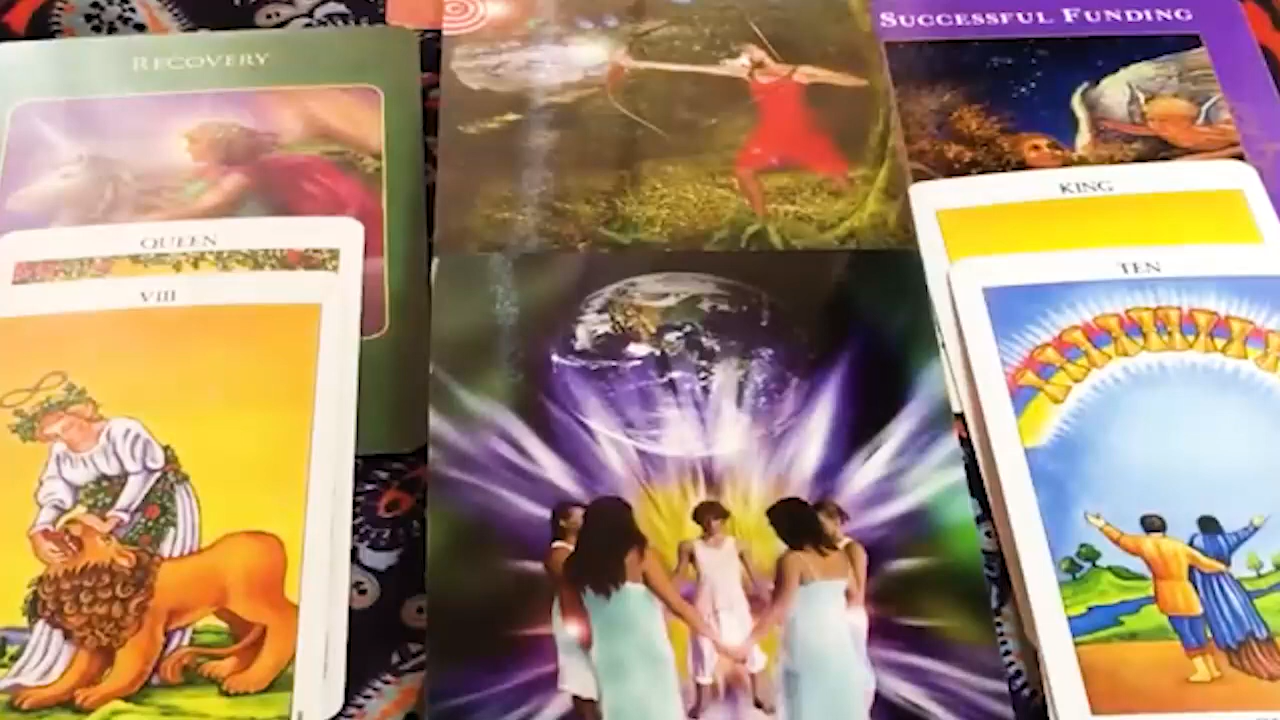 RECOVERY
QUEEN
VIII
SUCCESSFUL FUNDING
KING
TEN